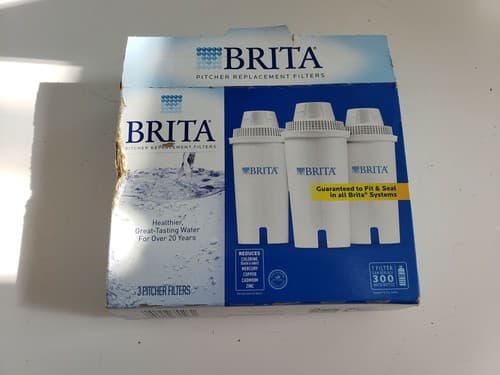 BRITA®
PITCHER REPLACEMENT FILTERS
BRITA®
PITCHER REPLACEMENT FILTERS
BRITA
BRITA
BRITA
Guaranteed to Fit & Seal
in all Brita® Systems
Healthier,
Great-Tasting Water
For Over 20 Years
REDUCES
CHLORINE,
MERCURY
COPPER
CADMIUM
ZINC
1 FILTER
300
3 PITCHER FILTERS